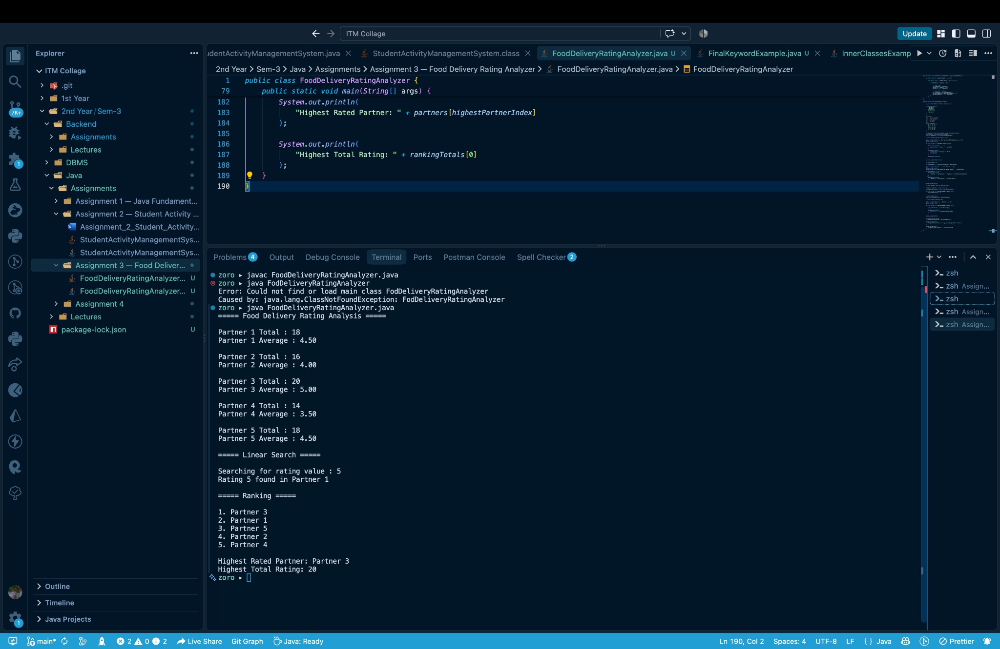 ITM Collage
Update
Explorer
ITM Collage
.git
1st Year
2nd Year / Sem-3
Backend
Assignments
Lectures
DBMS
Java
Assignments
Assignment 1 — Java Fundament...
Assignment 2 — Student Activity ...
Assignment_2_Student_Activity...
StudentActivityManagementSys...
StudentActivityManagementSys...
Assignment 3 — Food Deliver...
FoodDeliveryRatingAnalyzer... U
FoodDeliveryRatingAnalyzer... U
Assignment 4
Lectures
package-lock.json U
Outline
Timeline
Java Projects
7K+
1
1
udentActivityManagementSystem.java StudentActivityManagementSystem.class FoodDeliveryRatingAnalyzer.java U FinalKeywordExample.java U InnerClassesExamp
2nd Year > Sem-3 > Java > Assignments > Assignment 3 — Food Delivery Rating Analyzer > FoodDeliveryRatingAnalyzer.java > FoodDeliveryRatingAnalyzer
1 public class FoodDeliveryRatingAnalyzer {
79 public static void main(String[] args) {
182 System.out.println(
183 "Highest Rated Partner: " + partners[highestPartnerIndex]
184 );
185
186 System.out.println(
187 "Highest Total Rating: " + rankingTotals[0]
188 );
189 }
190 }
Problems 4 Output Debug Console Terminal Ports Postman Console Spell Checker 2
zoro ▸ javac FoodDeliveryRatingAnalyzer.java
zoro ▸ java FodDeliveryRatingAnalyzer
Error: Could not find or load main class FodDeliveryRatingAnalyzer
Caused by: java.lang.ClassNotFoundException: FodDeliveryRatingAnalyzer
zoro ▸ java FoodDeliveryRatingAnalyzer.java
===== Food Delivery Rating Analysis =====
Partner 1 Total : 18
Partner 1 Average : 4.50
Partner 2 Total : 16
Partner 2 Average : 4.00
Partner 3 Total : 20
Partner 3 Average : 5.00
Partner 4 Total : 14
Partner 4 Average : 3.50
Partner 5 Total : 18
Partner 5 Average : 4.50
===== Linear Search =====
Searching for rating value : 5
Rating 5 found in Partner 1
===== Ranking =====
1. Partner 3
2. Partner 1
3. Partner 5
4. Partner 2
5. Partner 4
Highest Rated Partner: Partner 3
Highest Total Rating: 20
zoro ▸
zsh
zsh Assign...
zsh
zsh Assign...
zsh Assign...
main* 2 0 2 Live Share Git Graph Java: Ready
Ln 190, Col 2 Spaces: 4 UTF-8 LF { } Java Prettier